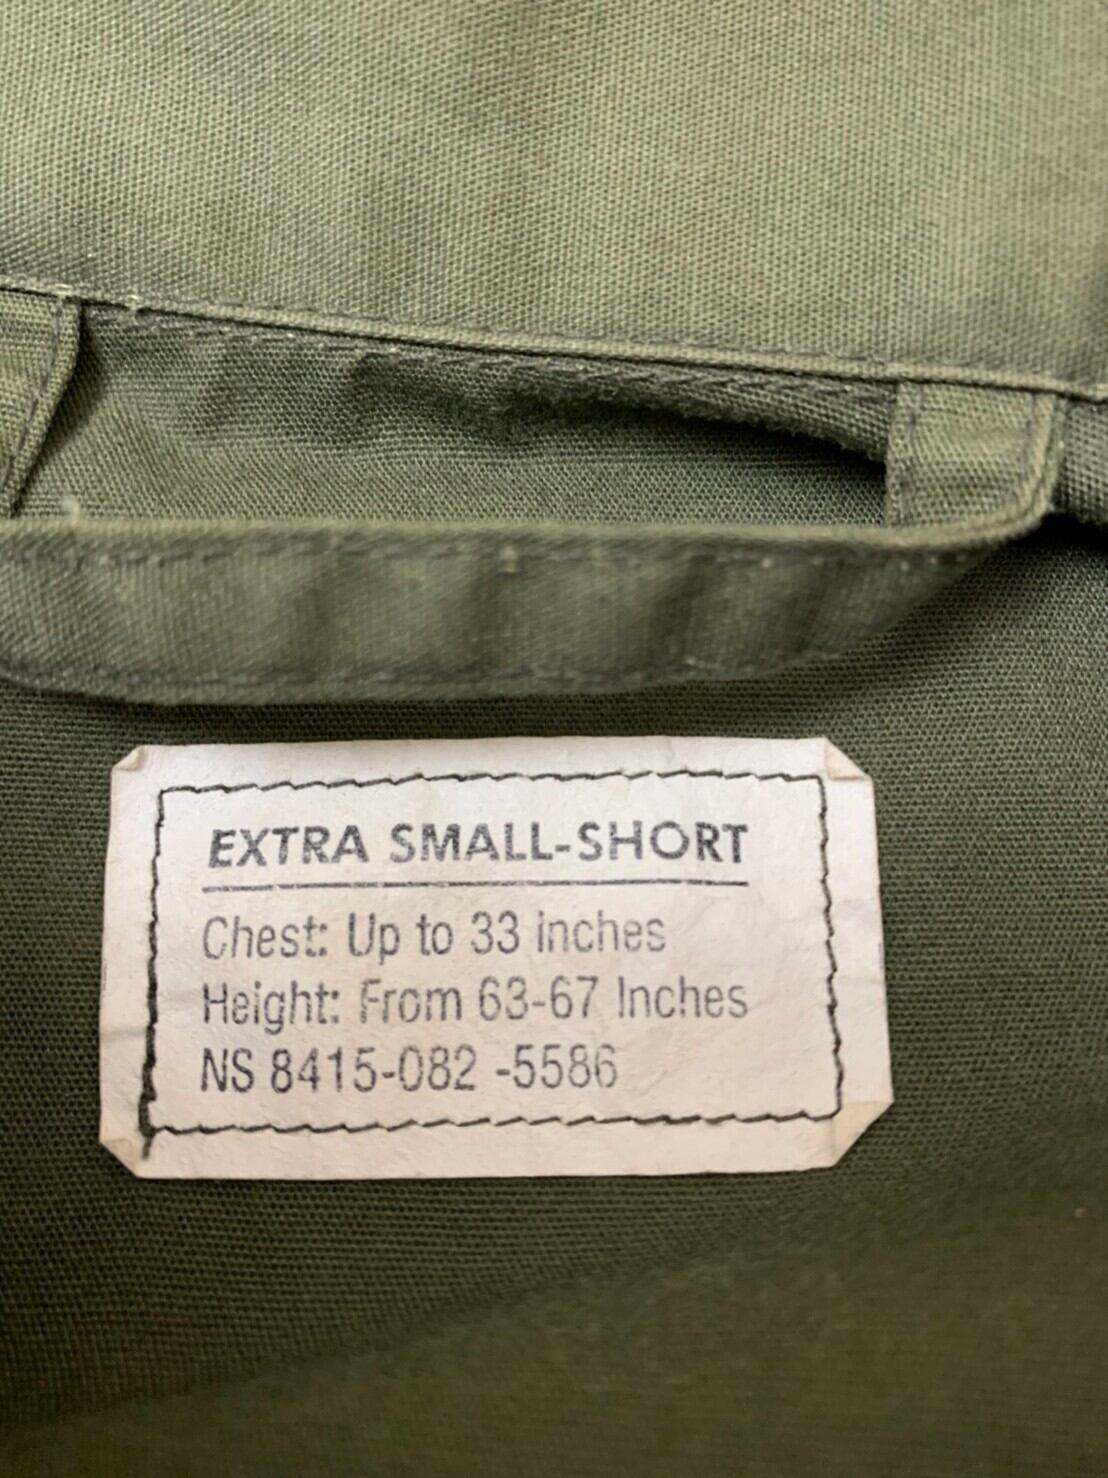 EXTRA SMALL-SHORT
Chest: Up to 33 inches
Height: From 63-67 Inches
NS 8415-082 -5586